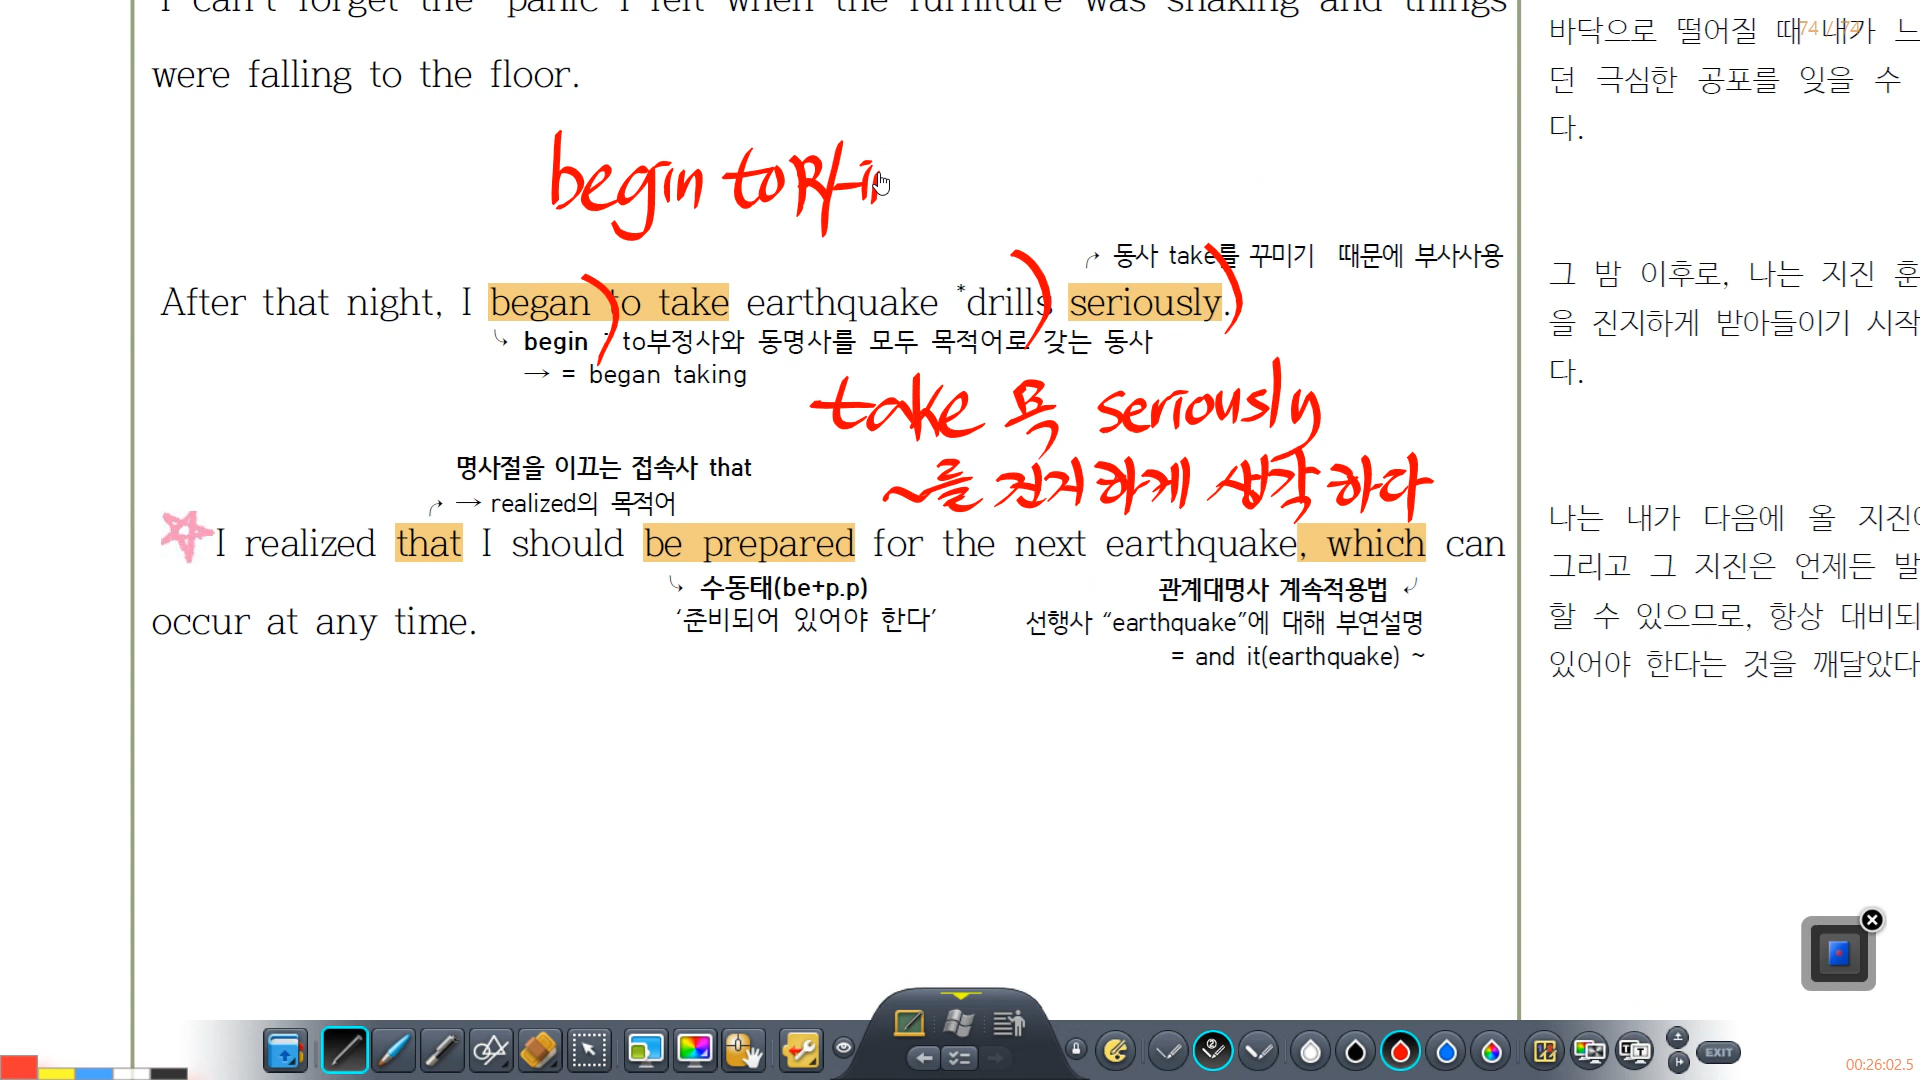 I can't forget the *panic I felt when the furniture was shaking and things
were falling to the floor.
begin to R/-i
동사 take를 꾸미기 때문에 부사사용
After that night, I began to take earthquake *drills seriously.
begin : to부정사와 동명사를 모두 목적어로 갖는 동사
→ = began taking
take 목 seriously
~를 진지하게 생각하다
명사절을 이끄는 접속사 that
→ realized의 목적어
I realized that I should be prepared for the next earthquake, which can
수동태(be+p.p)
‘준비되어 있어야 한다’
관계대명사 계속적용법
선행사 “earthquake”에 대해 부연설명
= and it(earthquake) ~
occur at any time.
바닥으로 떨어질 때 내가 느
던 극심한 공포를 잊을 수
다.
그 밤 이후로, 나는 지진 훈
을 진지하게 받아들이기 시작
다.
나는 내가 다음에 올 지진에
그리고 그 지진은 언제든 발
할 수 있으므로, 항상 대비되
있어야 한다는 것을 깨달았다
74 / 74
EXIT
00:26:02.5